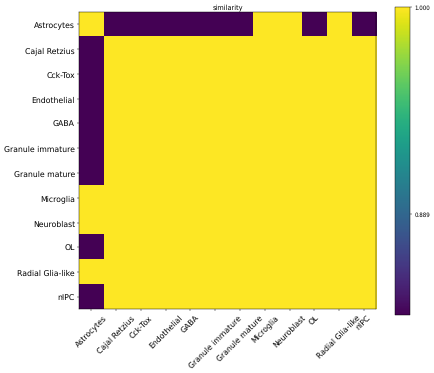 similarity
Astrocytes
Cajal Retzius
Cck-Tox
Endothelial
GABA
Granule immature
Granule mature
Microglia
Neuroblast
OL
Radial Glia-like
nIPC
Astrocytes
Cajal Retzius
Cck-Tox
Endothelial
GABA
Granule immature
Granule mature
Microglia
Neuroblast
OL
Radial Glia-like
nIPC
1.000
0.889